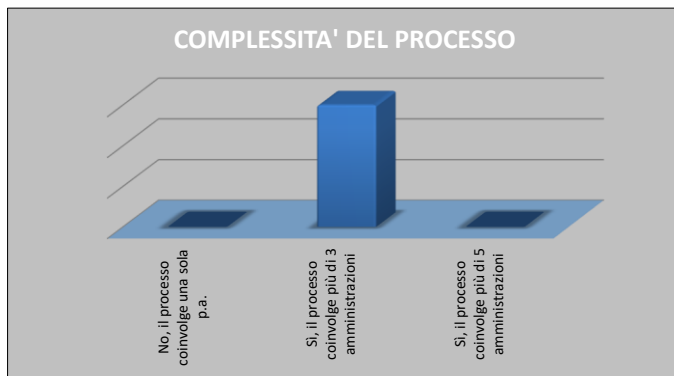 COMPLESSITA' DEL PROCESSO
No, il processo
coinvolge una sola
p.a.
Sì, il processo
coinvolge più di 3
amministrazioni
Sì, il processo
coinvolge più di 5
amministrazioni